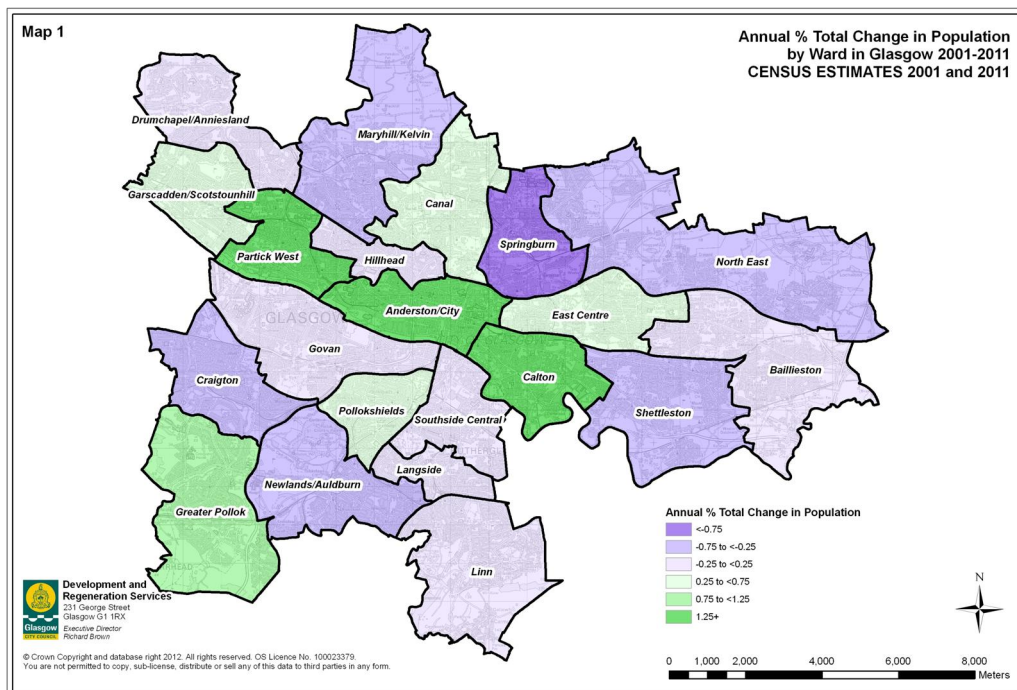 Map 1
Annual % Total Change in Population
by Ward in Glasgow 2001-2011
CENSUS ESTIMATES 2001 and 2011
Drumchapel/Anniesland
Maryhill/Kelvin
Garscadden/Scotstounhill
Canal
Springburn
Partick West
Hillhead
North East
GLASGOW
Anderston/City
East Centre
Govan
Calton
Baillieston
Craigton
Pollokshields
Southside Central
Shettleston
Langside
Newlands/Auldburn
Greater Pollok
Linn
Annual % Total Change in Population
<-0.75
-0.75 to <-0.25
-0.25 to <0.25
0.25 to <0.75
0.75 to <1.25
1.25+
N
Development and
Regeneration Services
231 George Street
Glasgow G1 1RX
Executive Director
Richard Brown
Glasgow
CITY COUNCIL
© Crown Copyright and database right 2012. All rights reserved. OS Licence No. 100023379.
You are not permitted to copy, sub-license, distribute or sell any of this data to third parties in any form.
0 1,000 2,000 4,000 6,000 8,000
Meters